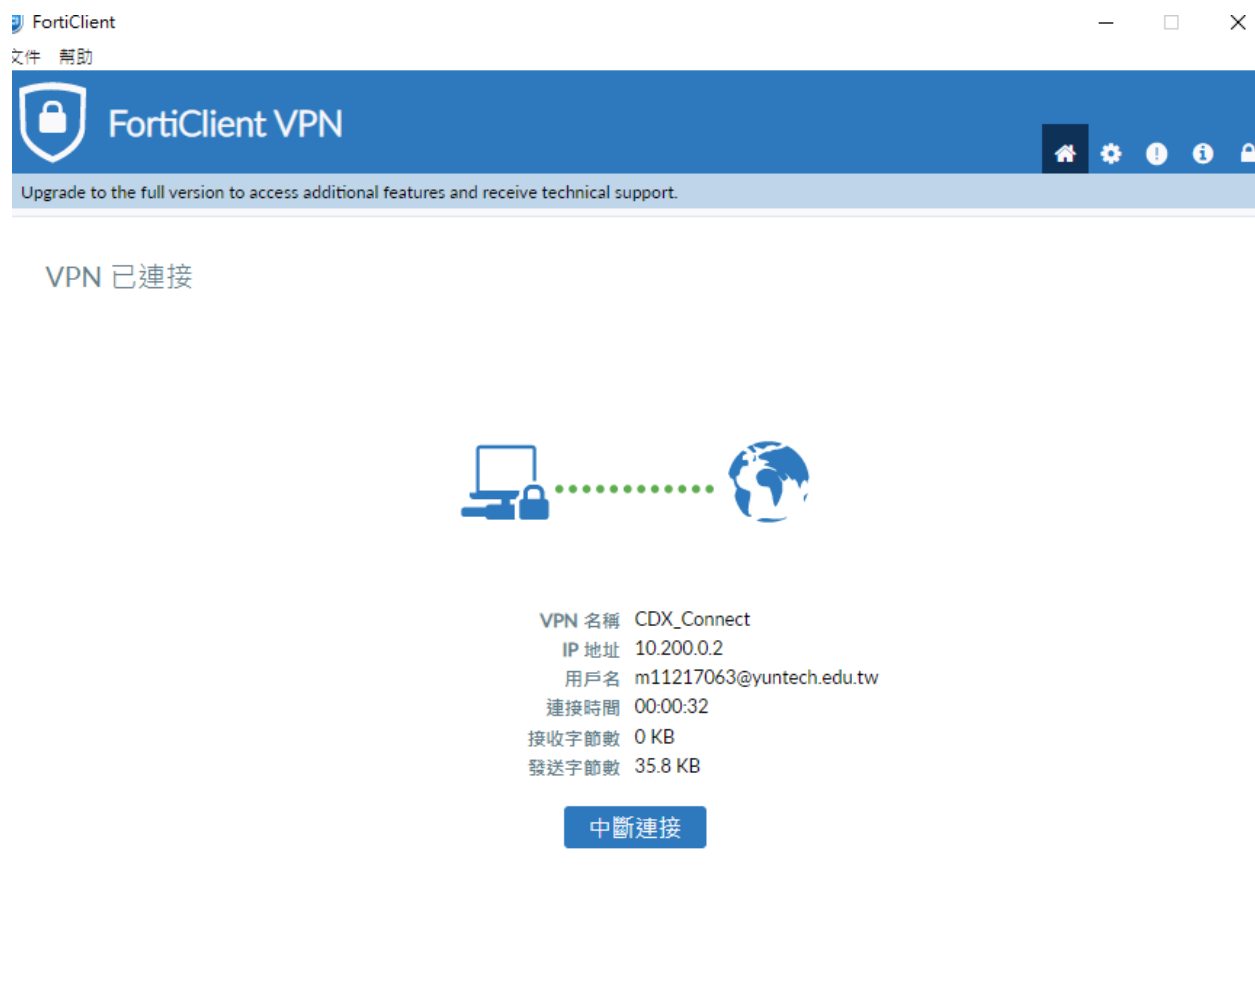 FortiClient
文件 幫助
FortiClient VPN
Upgrade to the full version to access additional features and receive technical support.
VPN 已連接
VPN 名稱 CDX_Connect
IP 地址 10.200.0.2
用戶名 m11217063@yuntech.edu.tw
連接時間 00:00:32
接收字節數 0 KB
發送字節數 35.8 KB
中斷連接